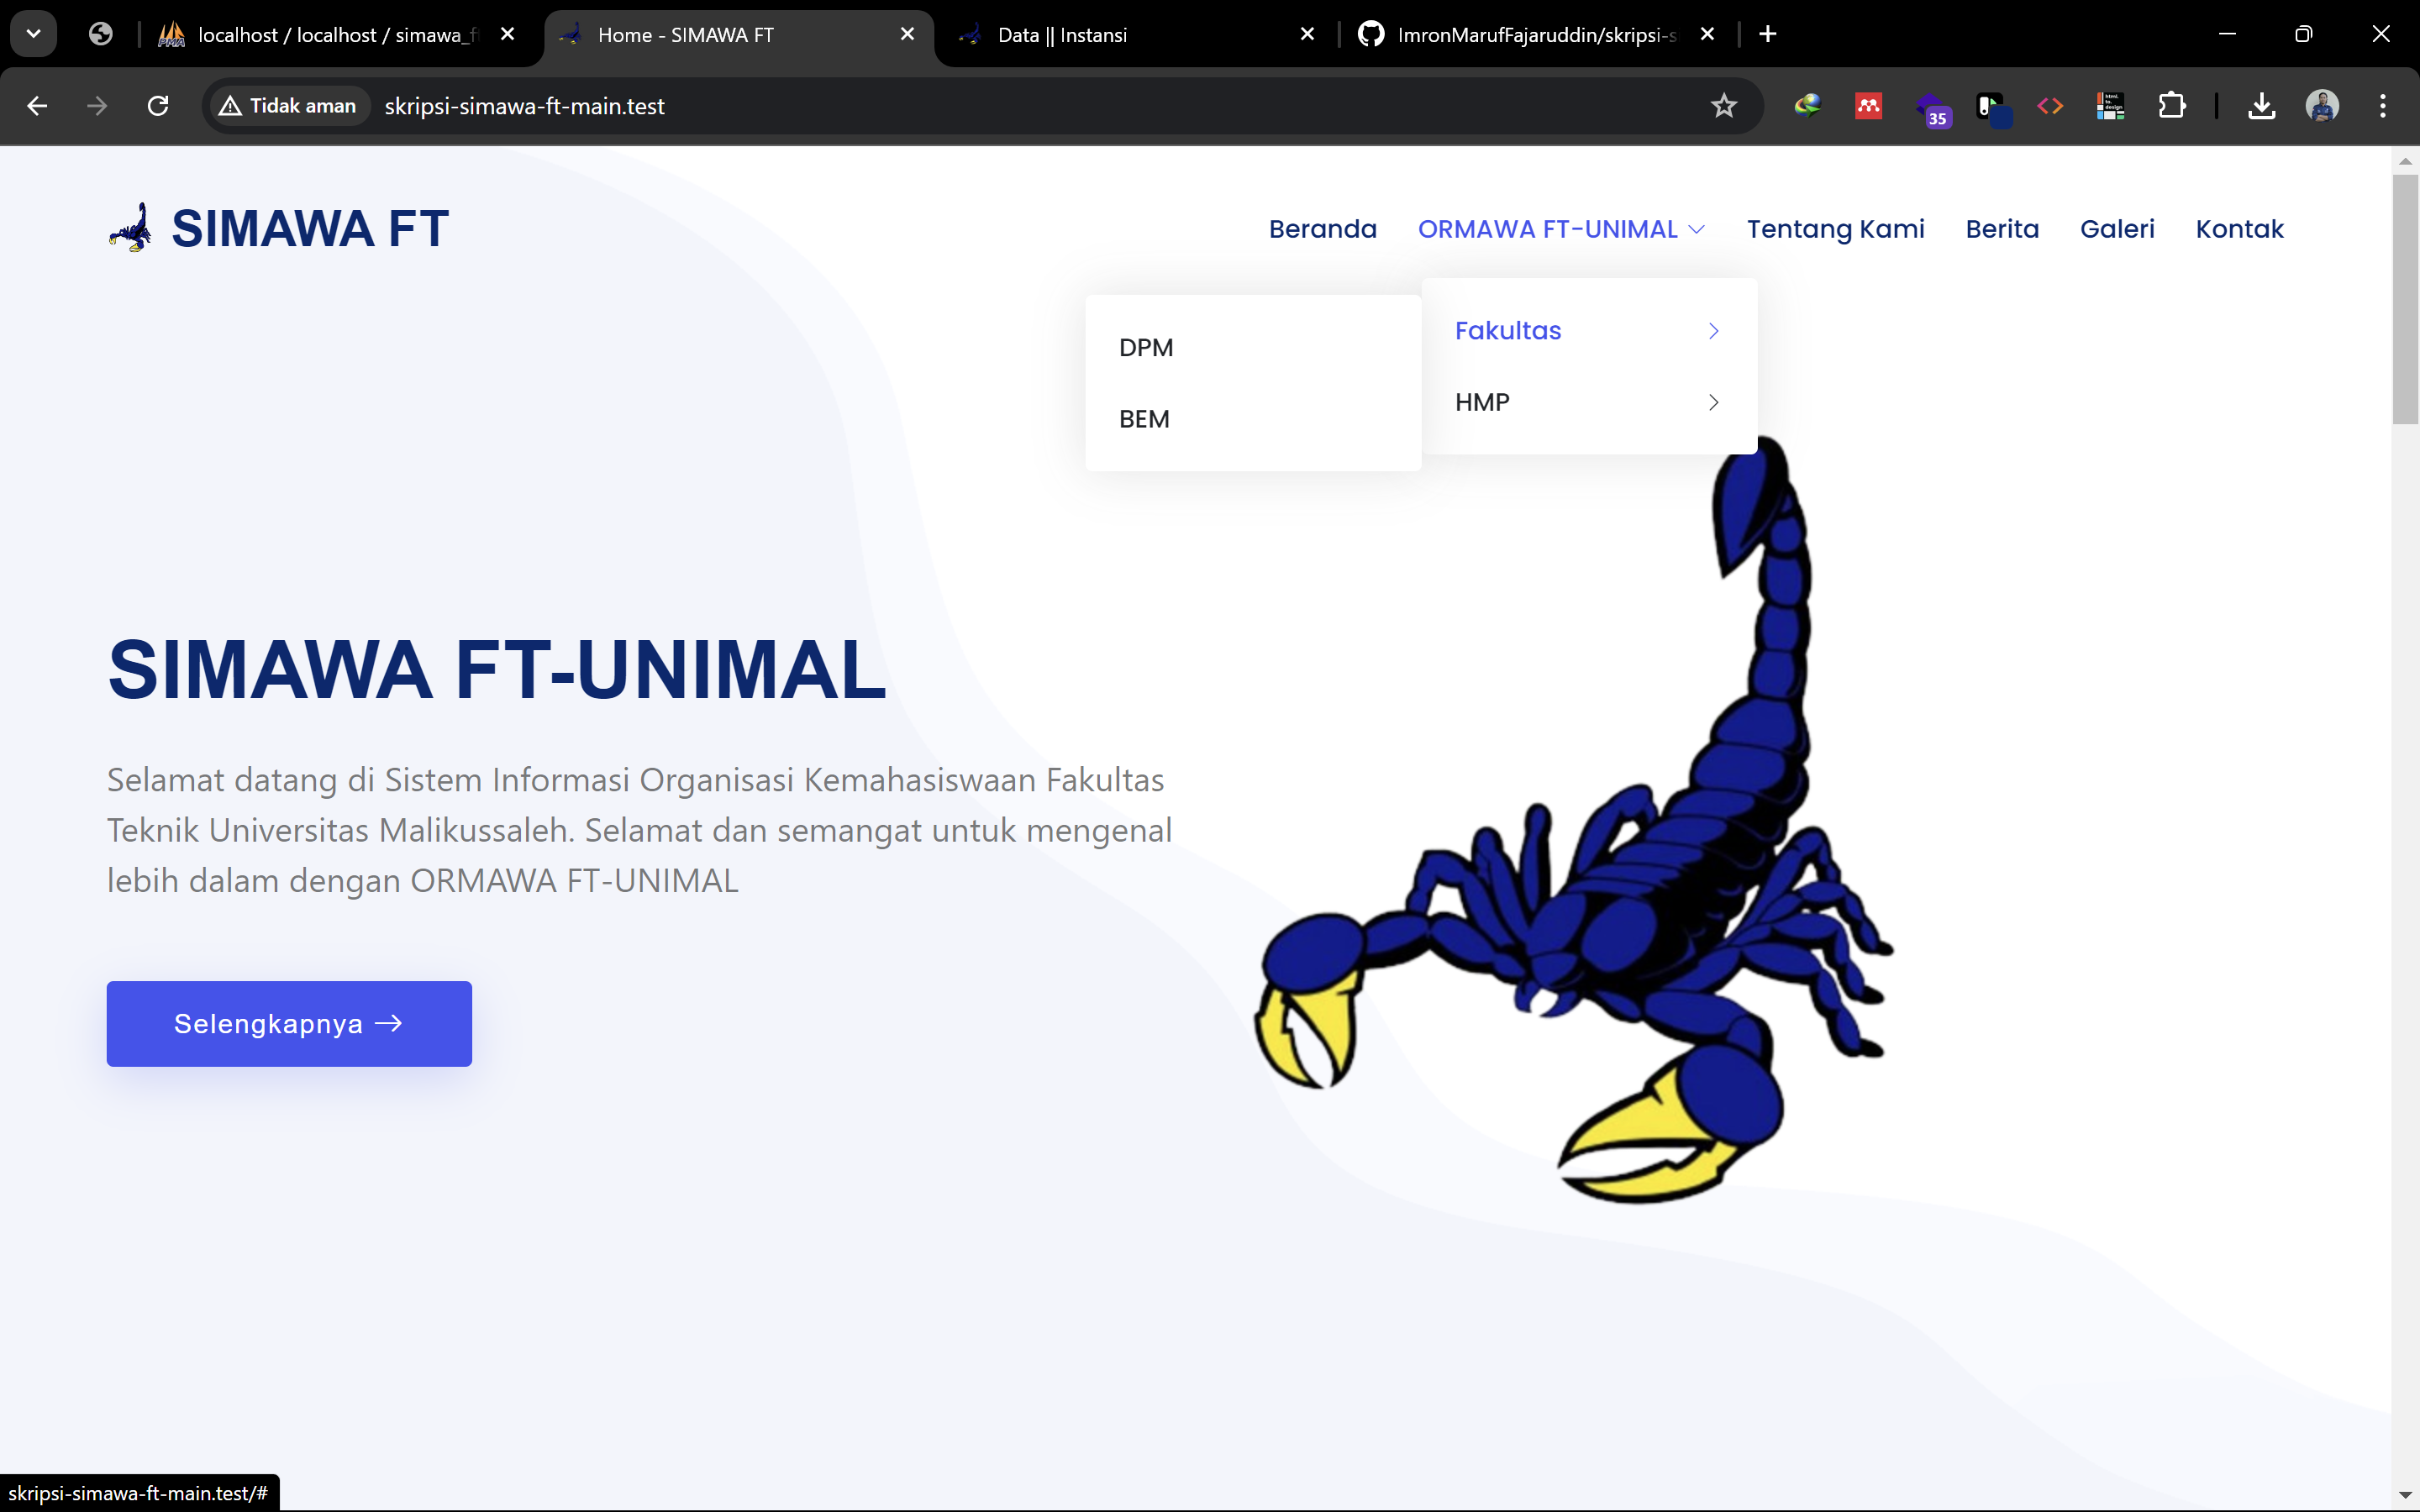 localhost / localhost / simawa_f
Home - SIMAWA FT
Data || Instansi
ImronMarufFajaruddin/skripsi-s
Tidak aman
skripsi-simawa-ft-main.test
35
SIMAWA FT
Beranda
ORMAWA FT-UNIMAL
Tentang Kami
Berita
Galeri
Kontak
Fakultas
HMP
DPM
BEM
SIMAWA FT-UNIMAL
Selamat datang di Sistem Informasi Organisasi Kemahasiswaan Fakultas
Teknik Universitas Malikussaleh. Selamat dan semangat untuk mengenal
lebih dalam dengan ORMAWA FT-UNIMAL
Selengkapnya →
skripsi-simawa-ft-main.test/#